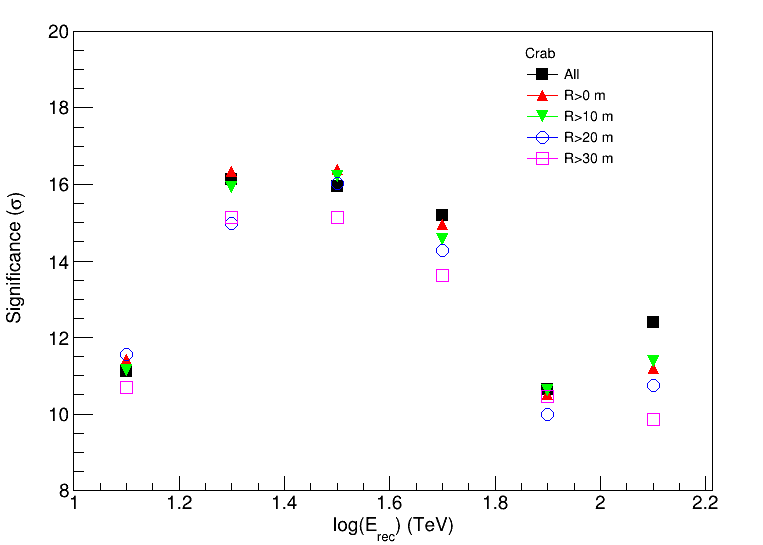 Crab
All
R>0 m
R>10 m
R>20 m
R>30 m
20
18
16
14
12
10
8
Significance (σ)
1
1.2
1.4
1.6
1.8
2
2.2
log(E_rec) (TeV)